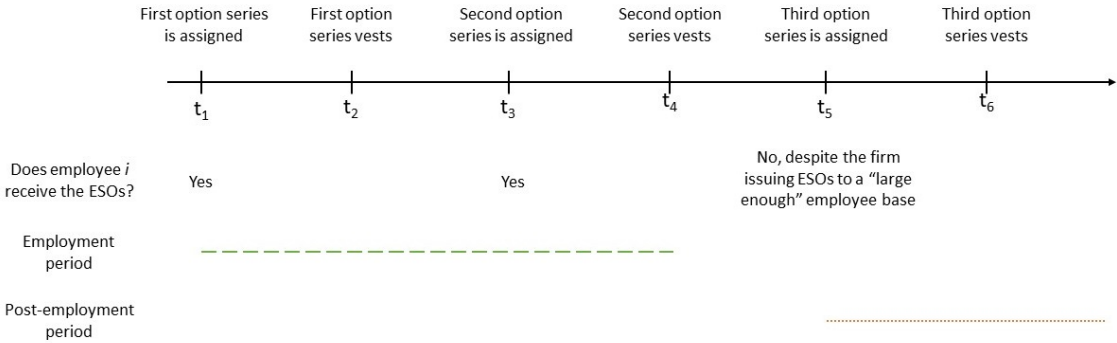 First option series
is assigned
First option
series vests
Second option
series is assigned
Second option
series vests
Third option
series is assigned
Third option
series vests
t1
t2
t3
t4
t5
t6
Does employee i
receive the ESOs?
Yes
Yes
No, despite the firm
issuing ESOs to a “large
enough” employee base
Employment
period
Post-employment
period